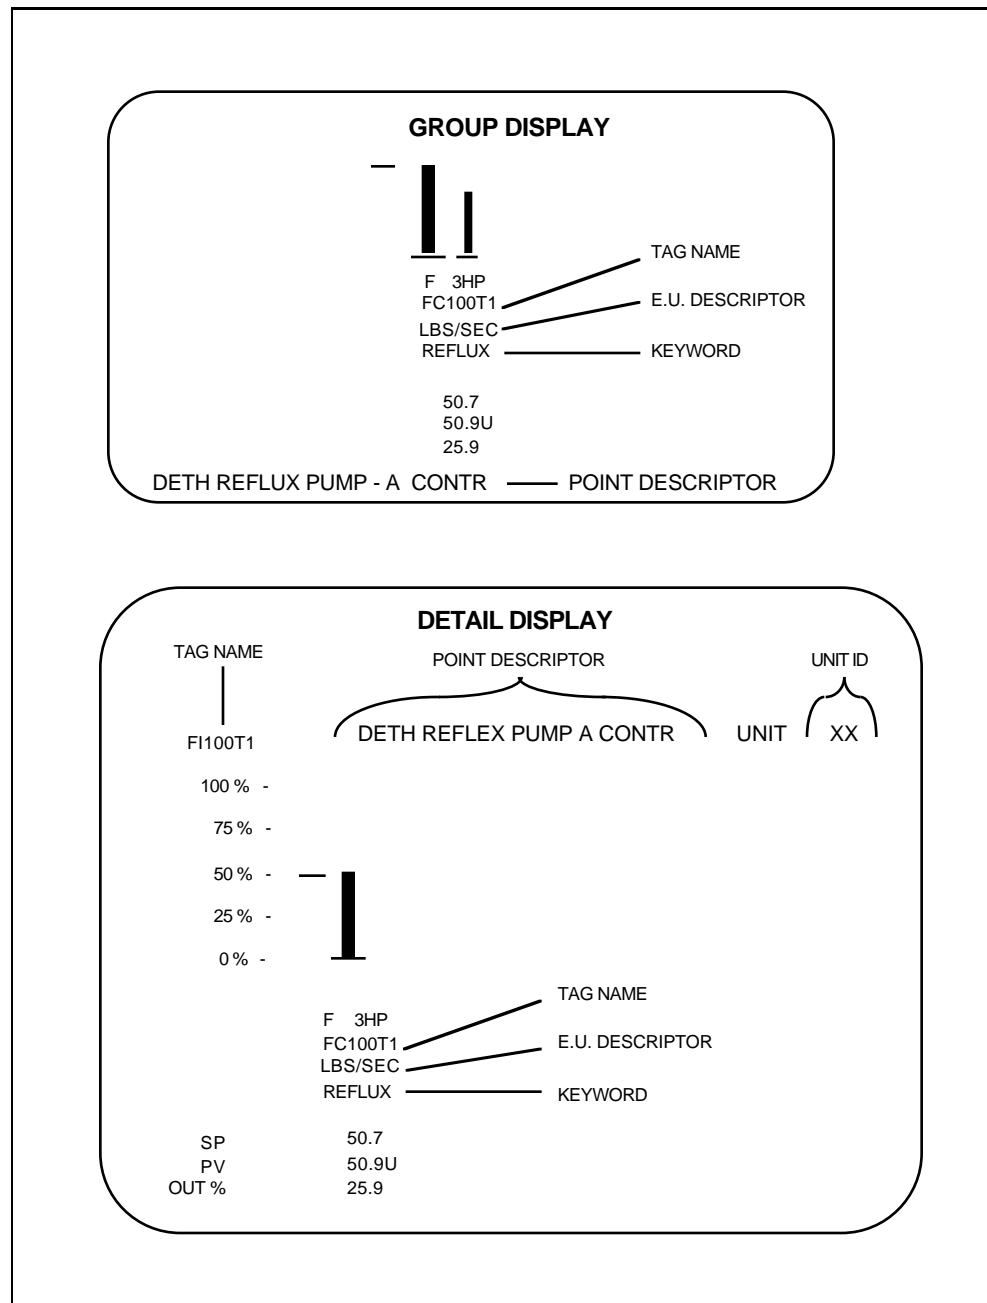 GROUP DISPLAY
TAG NAME
F 3HP
FC100T1
E.U. DESCRIPTOR
LBS/SEC
REFLUX KEYWORD
50.7
50.9U
25.9
DETH REFLUX PUMP - A CONTR POINT DESCRIPTOR
DETAIL DISPLAY
TAG NAME POINT DESCRIPTOR UNIT ID
FI100T1 DETH REFLEX PUMP A CONTR UNIT XX
100 % -
75 % -
50 % -
25 % -
0 % -
TAG NAME
F 3HP
FC100T1 E.U. DESCRIPTOR
LBS/SEC
REFLUX KEYWORD
SP 50.7
PV 50.9U
OUT % 25.9